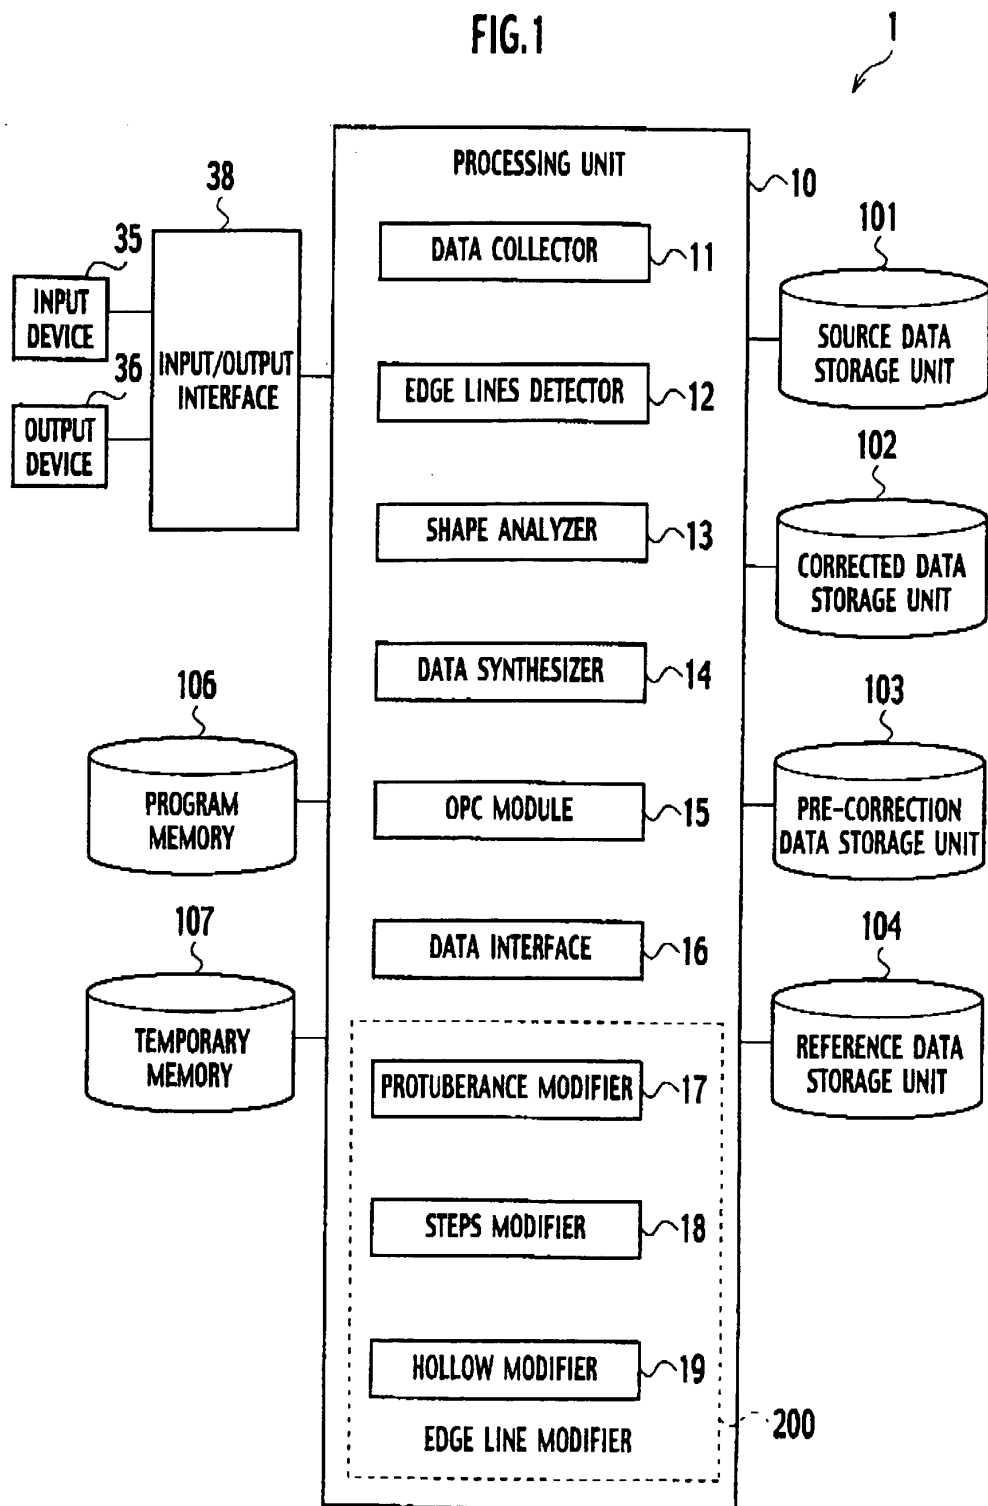 FIG.1
1
PROCESSING UNIT
10
38
35
INPUT
DEVICE
36
OUTPUT
DEVICE
INPUT/OUTPUT
INTERFACE
DATA COLLECTOR
11
EDGE LINES DETECTOR
12
SHAPE ANALYZER
13
DATA SYNTHESIZER
14
OPC MODULE
15
DATA INTERFACE
16
PROTUBERANCE MODIFIER
17
STEPS MODIFIER
18
HOLLOW MODIFIER
19
EDGE LINE MODIFIER
200
101
SOURCE DATA
STORAGE UNIT
102
CORRECTED DATA
STORAGE UNIT
103
PRE-CORRECTION
DATA STORAGE UNIT
104
REFERENCE DATA
STORAGE UNIT
106
PROGRAM
MEMORY
107
TEMPORARY
MEMORY